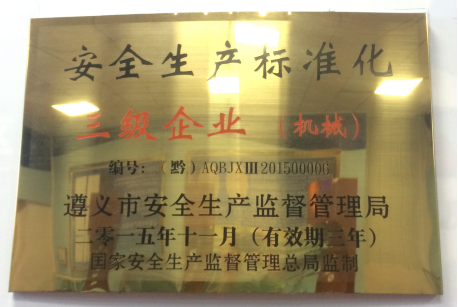 安全生产标准化
三级企业（机械）
编号：（黔）AQBJXⅢ201500006
遵义市安全生产监督管理局
二零一五年十一月（有效期三年）
国家安全生产监督管理总局监制